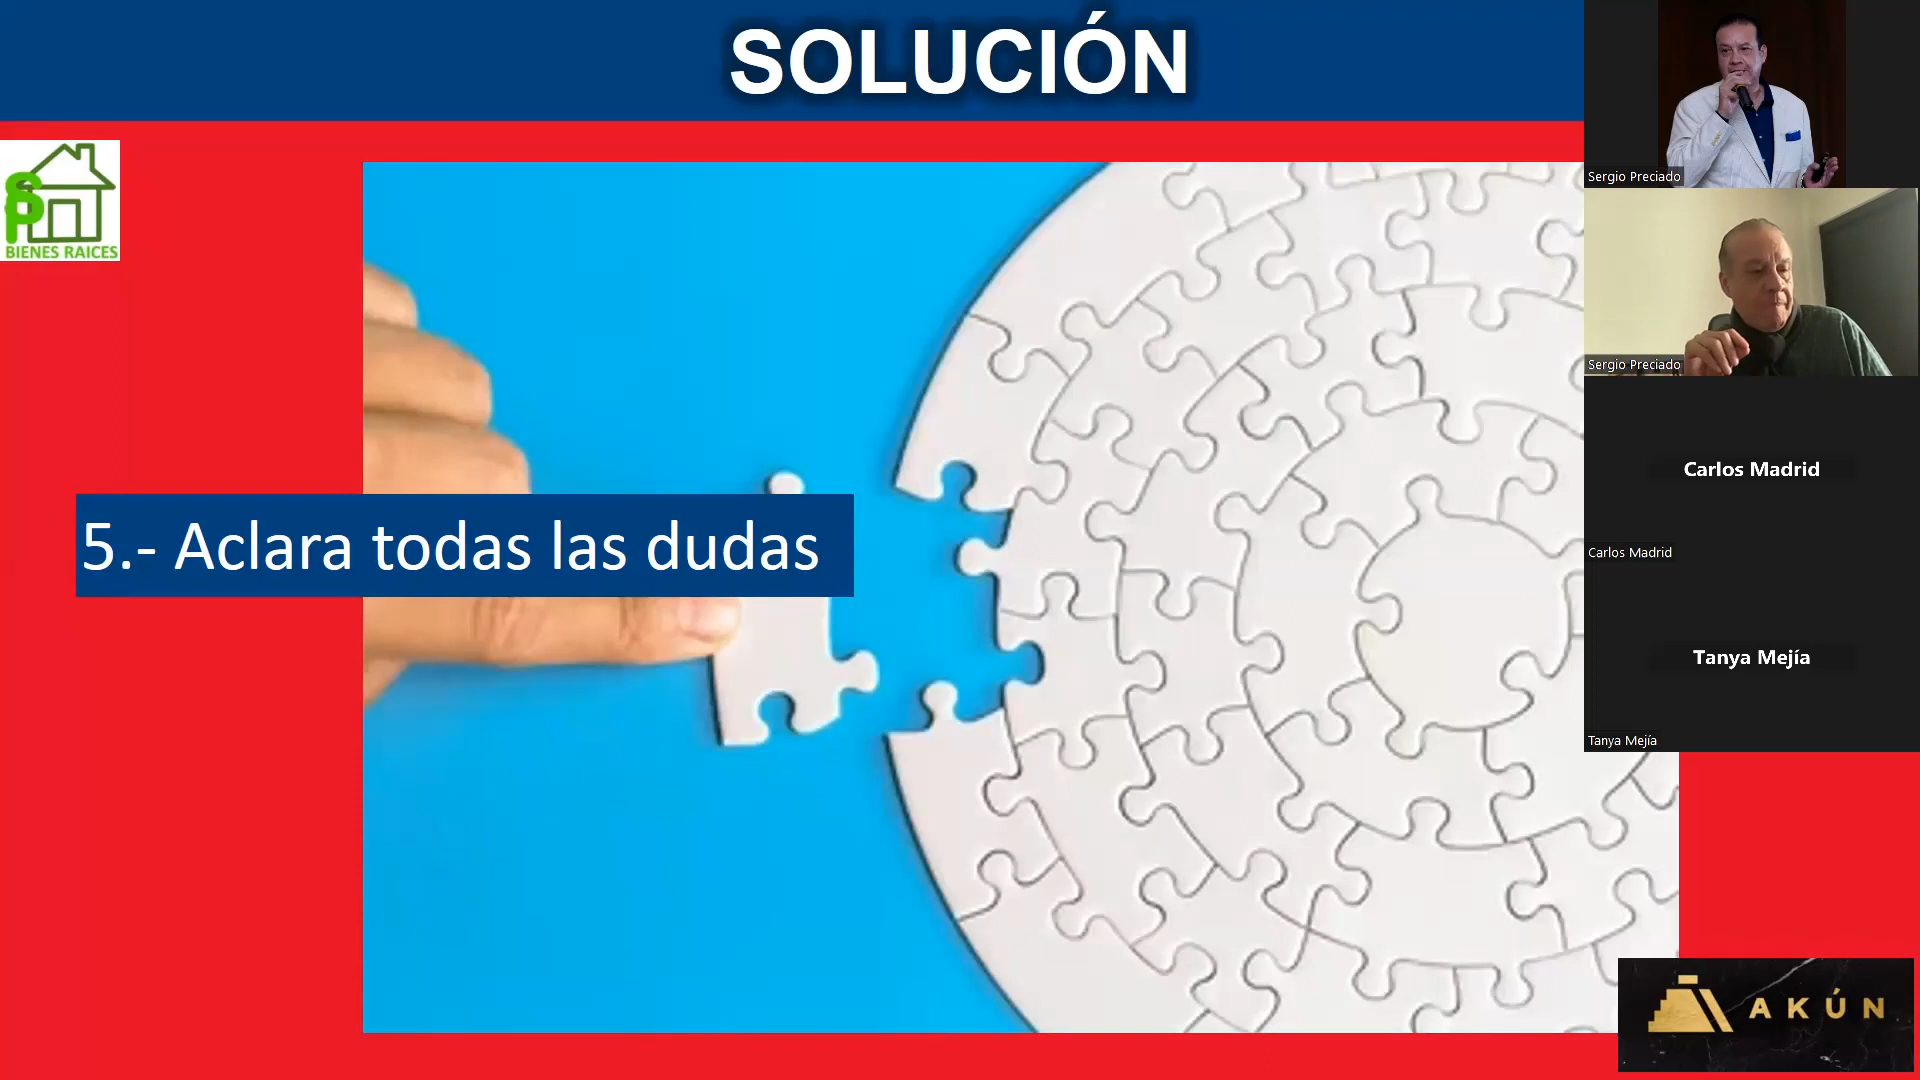 SOLUCIÓN
SP
BIENES RAICES
5.- Aclara todas las dudas
Sergio Preciado
Sergio Preciado
Carlos Madrid
Carlos Madrid
Tanya Mejía
Tanya Mejía
AKÚN